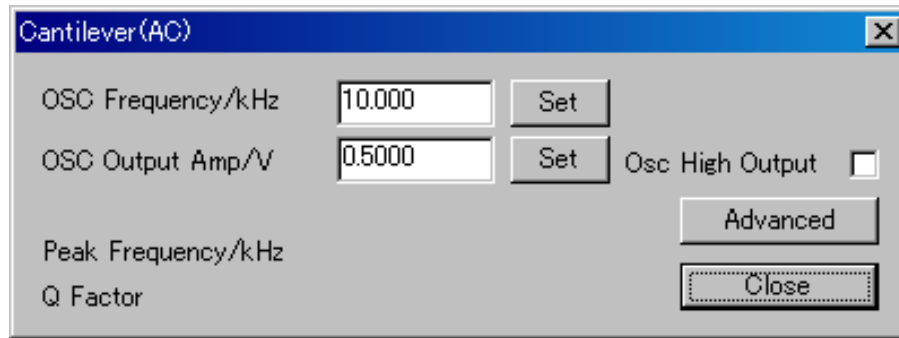 Cantilever(AC)
OSC Frequency/kHz 10.000 Set
OSC Output Amp/V 0.5000 Set Osc High Output
Advanced
Peak Frequency/kHz
Close
Q Factor